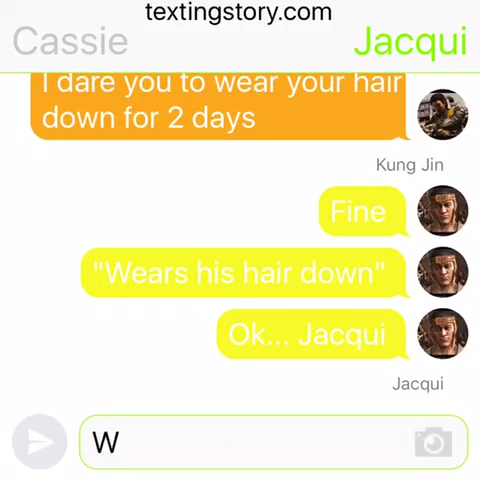 textingstory.com
Cassie Jacqui
I dare you to wear your hair
down for 2 days
Kung Jin
Fine
"Wears his hair down"
Ok... Jacqui
Jacqui
W